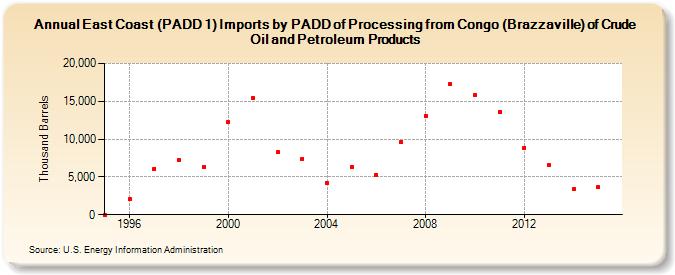 Annual East Coast (PADD 1) Imports by PADD of Processing from Congo (Brazzaville) of Crude
Oil and Petroleum Products
Thousand Barrels
20,000
15,000
10,000
5,000
0
1996
2000
2004
2008
2012
Source: U.S. Energy Information Administration